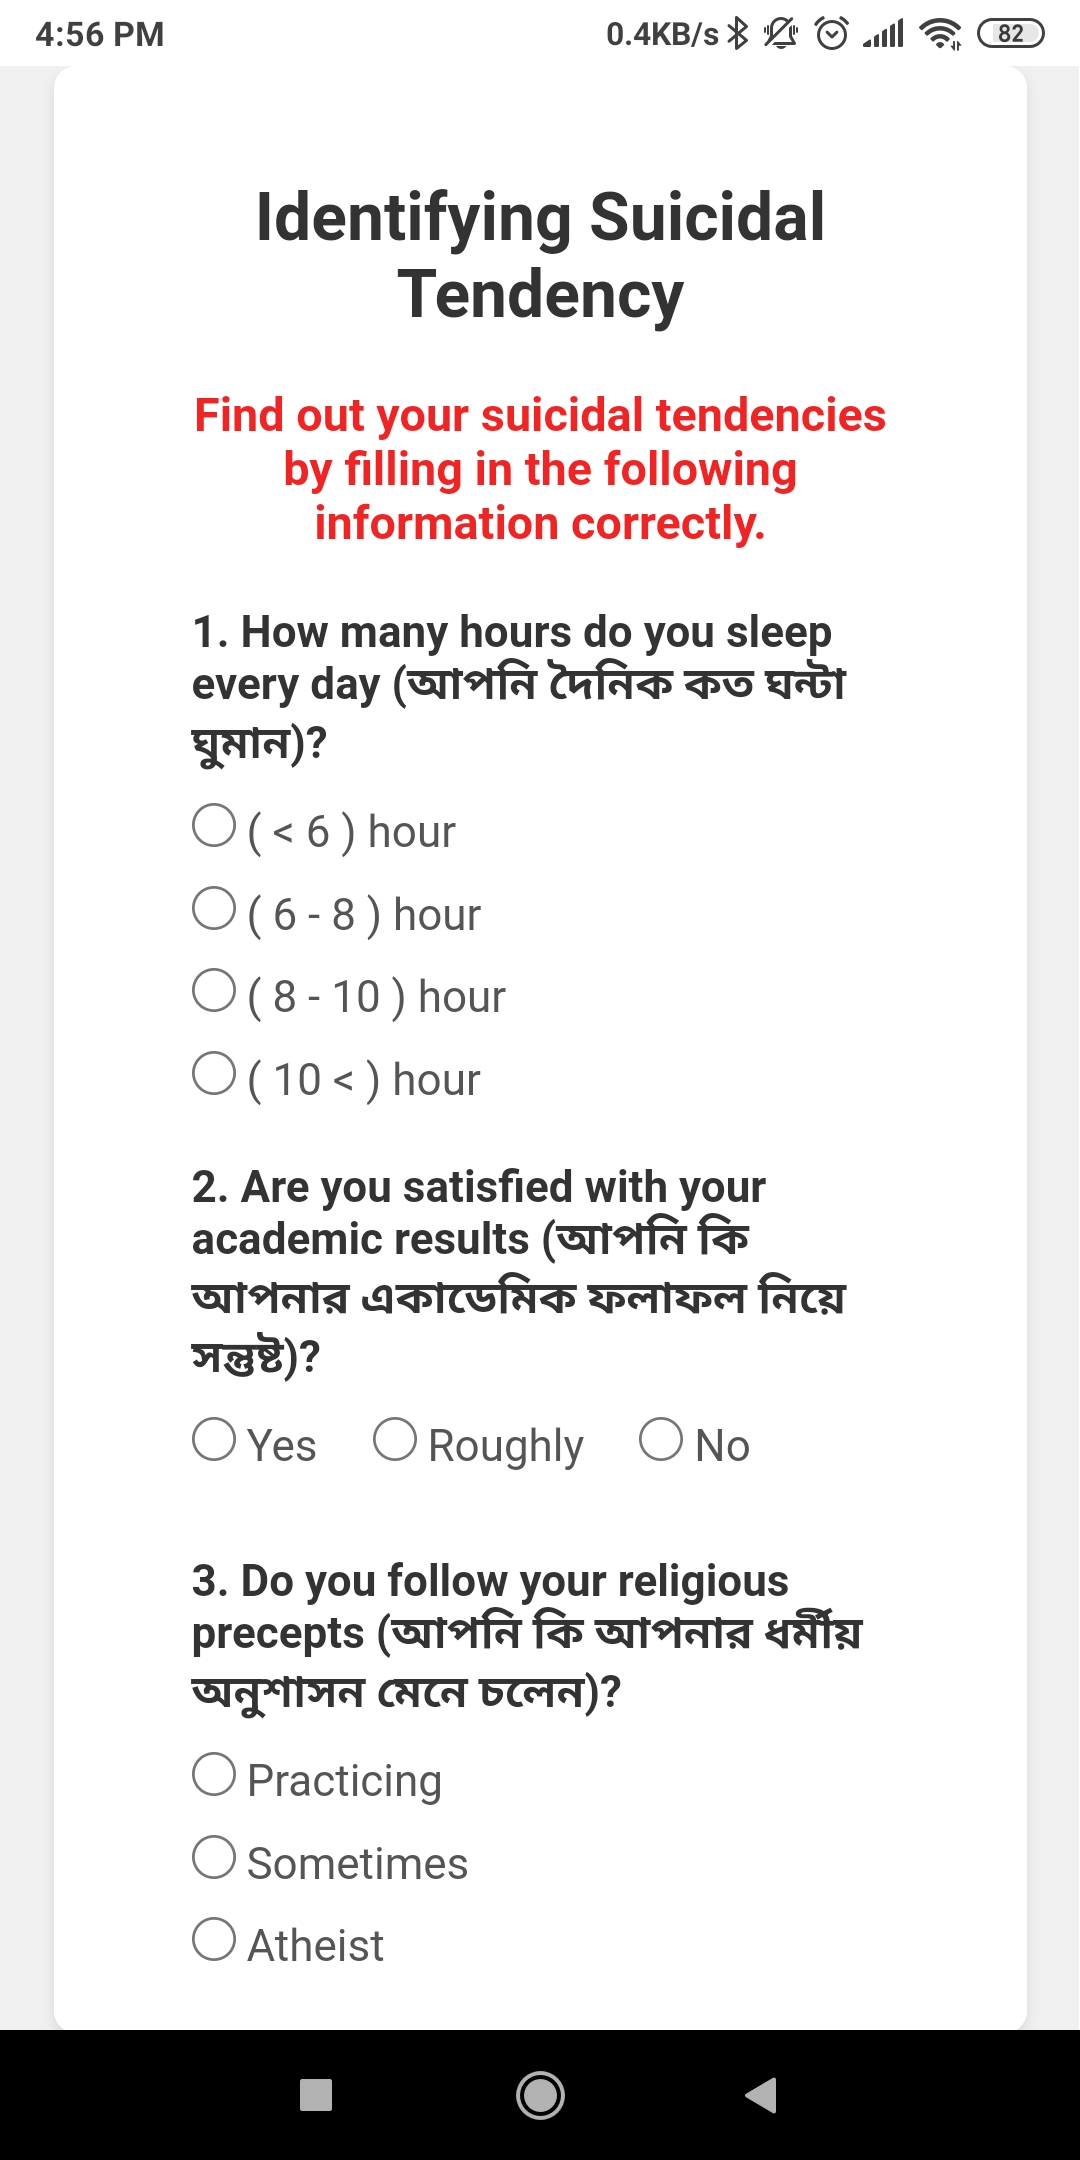 4:56 PM
0.4KB/s
82
Identifying Suicidal
Tendency
Find out your suicidal tendencies
by filling in the following
information correctly.
1. How many hours do you sleep
every day (আপনি দৈনিক কত ঘন্টা
ঘুমান)?
( < 6 ) hour
( 6 - 8 ) hour
( 8 - 10 ) hour
( 10 < ) hour
2. Are you satisfied with your
academic results (আপনি কি
আপনার একাডেমিক ফলাফল নিয়ে
সন্তুষ্ট)?
Yes Roughly No
3. Do you follow your religious
precepts (আপনি কি আপনার ধর্মীয়
অনুশাসন মেনে চলেন)?
Practicing
Sometimes
Atheist